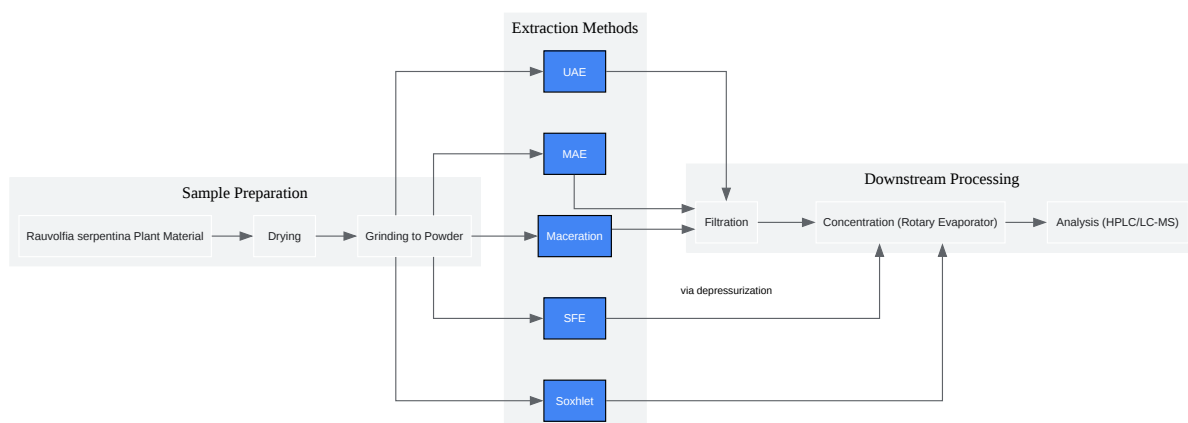 Extraction Methods
UAE
MAE
Sample Preparation
Downstream Processing
Rauvolfia serpentina Plant Material
Drying
Grinding to Powder
Maceration
Filtration
Concentration (Rotary Evaporator)
Analysis (HPLC/LC-MS)
via depressurization
SFE
Soxhlet